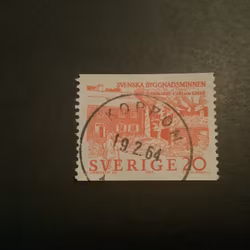 SVENSKA BYGGNADSMINNEN
KOPPOM
19.2.64
SVERIGE 20